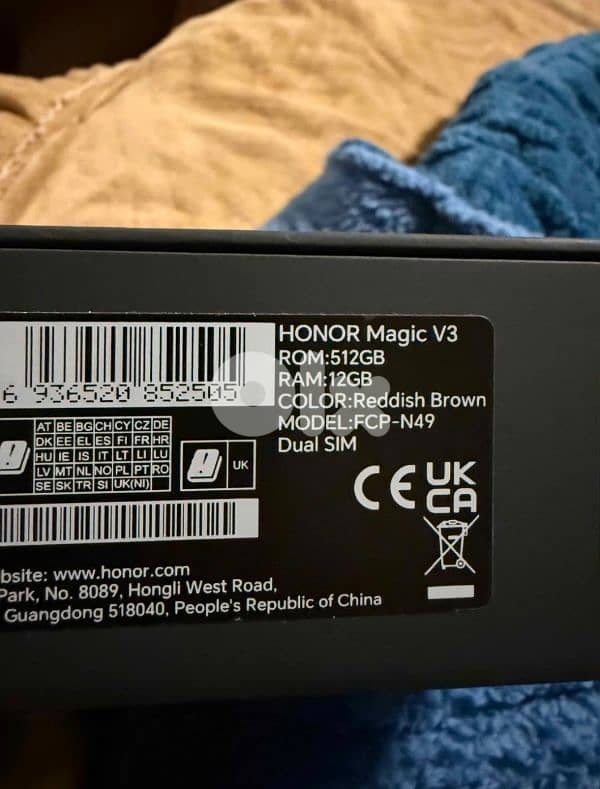 HONOR Magic V3
ROM:512GB
RAM:12GB
COLOR:Reddish Brown
MODEL:FCP-N49
Dual SIM
6 936520 852505
AT BE BG CH CY CZ DE
DK EE EL ES FI FR HR
HU IE IS IT LT LI LU
LV MT NL NO PL PT RO
SE SK TR SI UK(NI)
UK
CE
UK
CA
bsite: www.honor.com
Park, No. 8089, Hongli West Road,
Guangdong 518040, People's Republic of China
olx